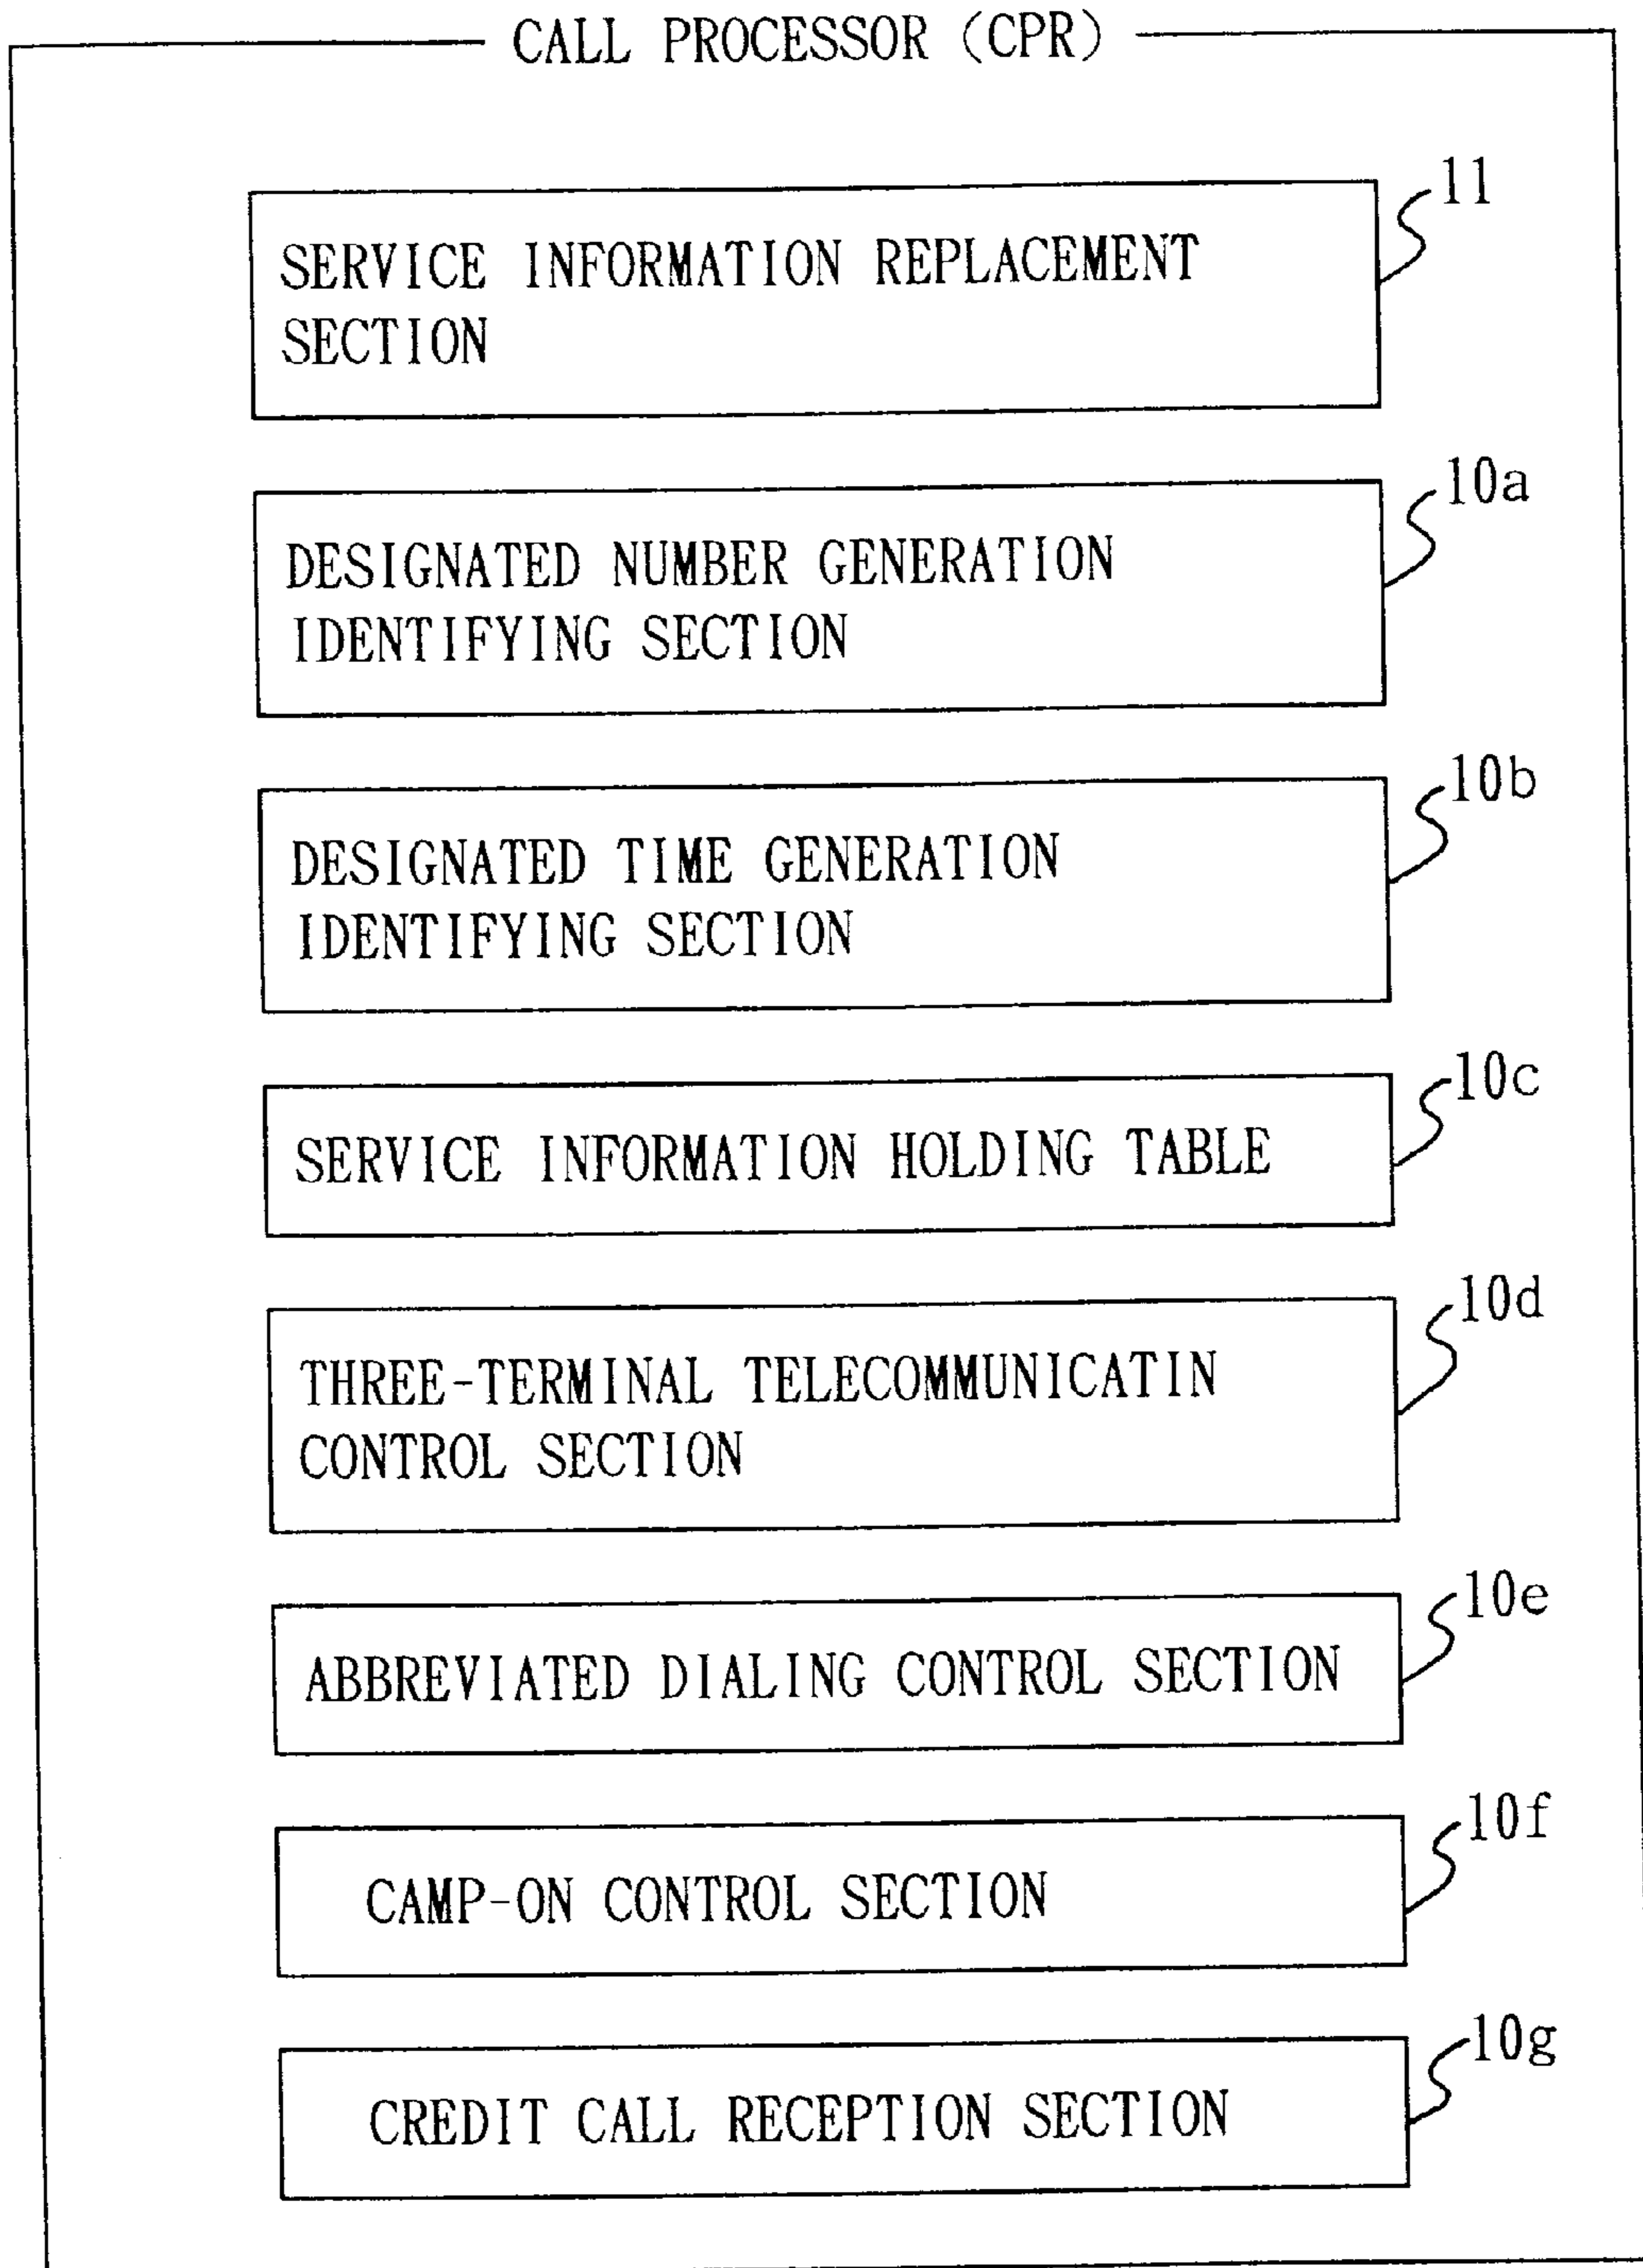 CALL PROCESSOR (CPR)
11
SERVICE INFORMATION REPLACEMENT
SECTION
10a
DESIGNATED NUMBER GENERATION
IDENTIFYING SECTION
10b
DESIGNATED TIME GENERATION
IDENTIFYING SECTION
10c
SERVICE INFORMATION HOLDING TABLE
10d
THREE-TERMINAL TELECOMMUNICATIN
CONTROL SECTION
10e
ABBREVIATED DIALING CONTROL SECTION
10f
CAMP-ON CONTROL SECTION
10g
CREDIT CALL RECEPTION SECTION